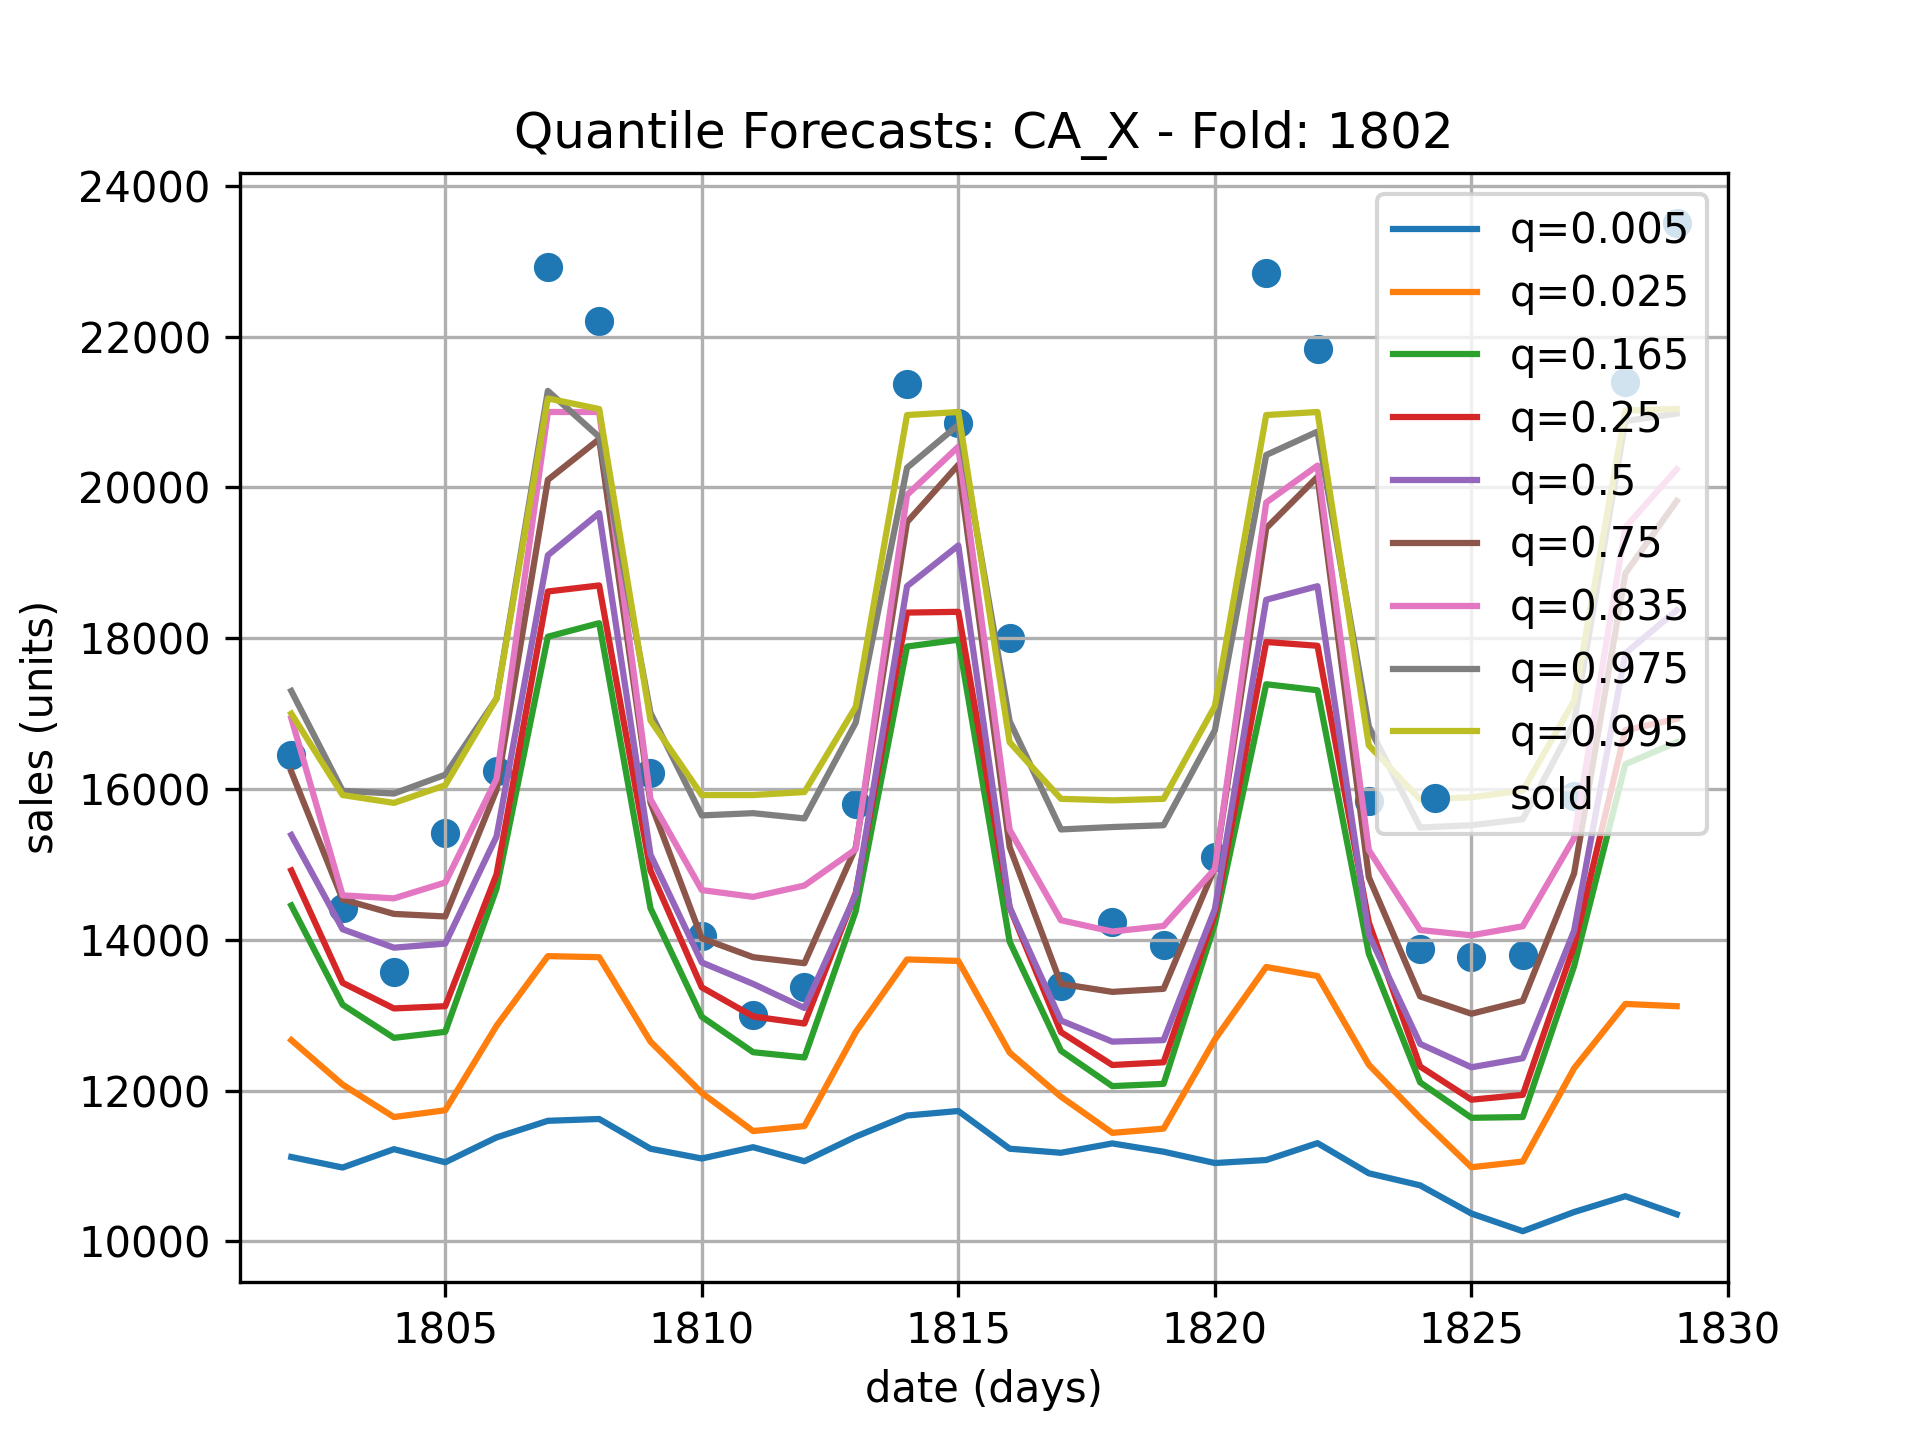 Quantile Forecasts: CA_X - Fold: 1802
24000
22000
20000
18000
16000
14000
12000
10000
sales (units)
q=0.005
q=0.025
q=0.165
q=0.25
q=0.5
q=0.75
q=0.835
q=0.975
q=0.995
sold
1805 1810 1815 1820 1825 1830
date (days)